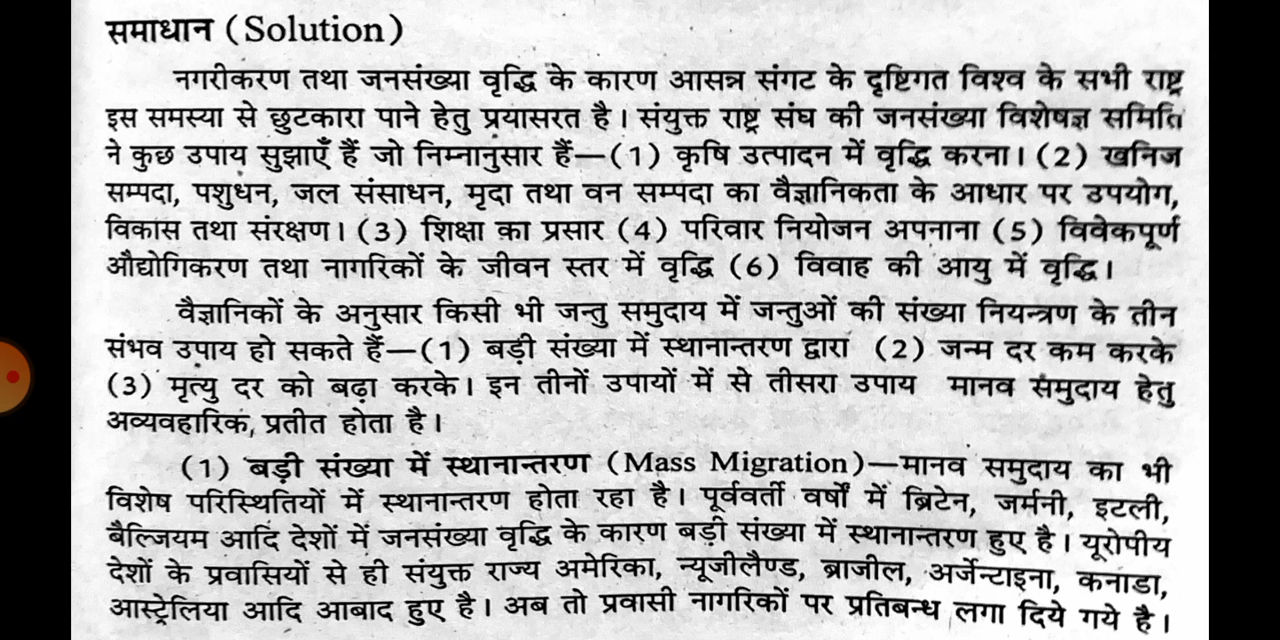 समाधान (Solution)
नगरीकरण तथा जनसंख्या वृद्धि के कारण आसन्न संगट के दृष्टिगत विश्व के सभी राष्ट्र
इस समस्या से छुटकारा पाने हेतु प्रयासरत है। संयुक्त राष्ट्र संघ की जनसंख्या विशेषज्ञ समिति
ने कुछ उपाय सुझाएँ हैं जो निम्नानुसार हैं—(1) कृषि उत्पादन में वृद्धि करना। (2) खनिज
सम्पदा, पशुधन, जल संसाधन, मृदा तथा वन सम्पदा का वैज्ञानिकता के आधार पर उपयोग,
विकास तथा संरक्षण। (3) शिक्षा का प्रसार (4) परिवार नियोजन अपनाना (5) विवेकपूर्ण
औद्योगिकरण तथा नागरिकों के जीवन स्तर में वृद्धि (6) विवाह की आयु में वृद्धि।
वैज्ञानिकों के अनुसार किसी भी जन्तु समुदाय में जन्तुओं की संख्या नियन्त्रण के तीन
संभव उपाय हो सकते हैं—(1) बड़ी संख्या में स्थानान्तरण द्वारा (2) जन्म दर कम करके
(3) मृत्यु दर को बढ़ा करके। इन तीनों उपायों में से तीसरा उपाय मानव समुदाय हेतु
अव्यवहारिक, प्रतीत होता है।
(1) बड़ी संख्या में स्थानान्तरण (Mass Migration)—मानव समुदाय का भी
विशेष परिस्थितियों में स्थानान्तरण होता रहा है। पूर्ववर्ती वर्षों में ब्रिटेन, जर्मनी, इटली,
बैल्जियम आदि देशों में जनसंख्या वृद्धि के कारण बड़ी संख्या में स्थानान्तरण हुए है। यूरोपीय
देशों के प्रवासियों से ही संयुक्त राज्य अमेरिका, न्यूजीलैण्ड, ब्राजील, अर्जेन्टाइना, कनाडा,
आस्ट्रेलिया आदि आबाद हुए है। अब तो प्रवासी नागरिकों पर प्रतिबन्ध लगा दिये गये है।